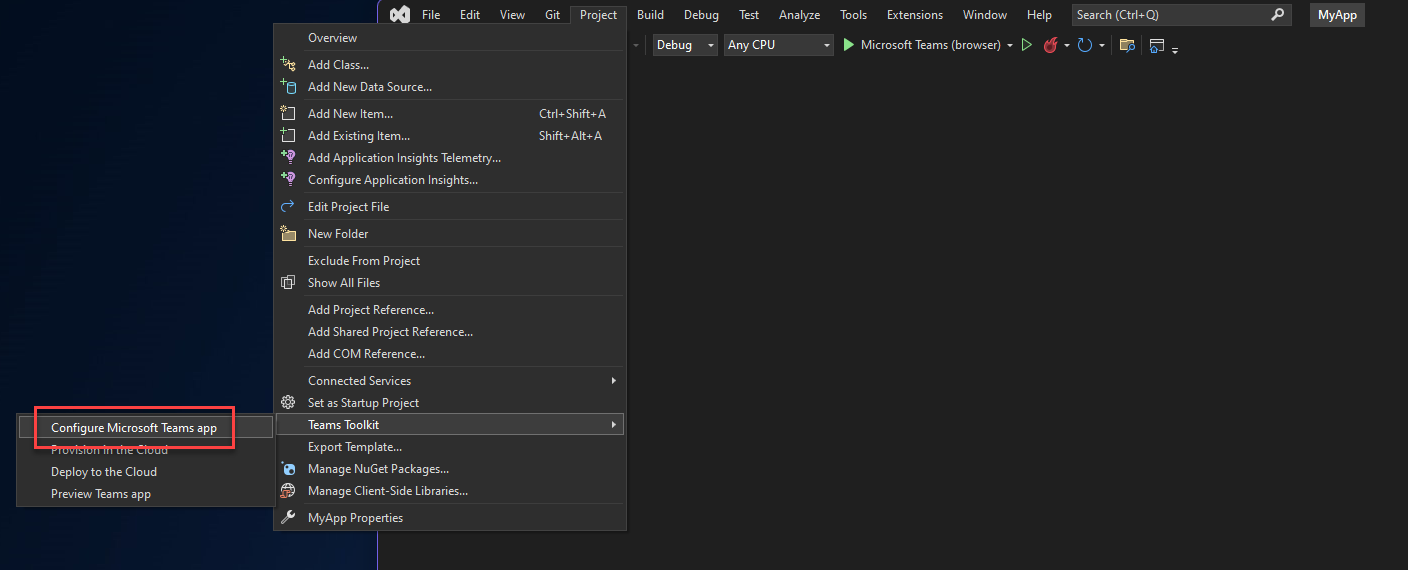 File Edit View Git Project Build Debug Test Analyze Tools Extensions Window Help Search (Ctrl+Q) MyApp
Debug Any CPU Microsoft Teams (browser)
Overview
Add Class...
Add New Data Source...
Add New Item... Ctrl+Shift+A
Add Existing Item... Shift+Alt+A
Add Application Insights Telemetry...
Configure Application Insights...
Edit Project File
New Folder
Exclude From Project
Show All Files
Add Project Reference...
Add Shared Project Reference...
Add COM Reference...
Connected Services
Set as Startup Project
Teams Toolkit
Export Template...
Manage NuGet Packages...
Manage Client-Side Libraries...
MyApp Properties
Configure Microsoft Teams app
Provision in the Cloud
Deploy to the Cloud
Preview Teams app